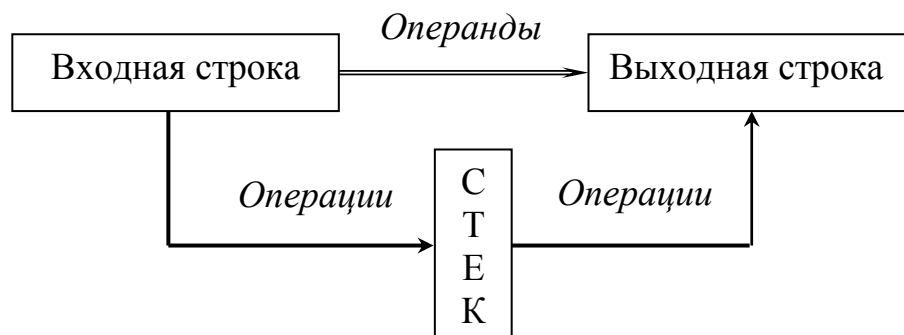 Операнды
Входная строка
Выходная строка
Операции
С
Т
Е
К
Операции